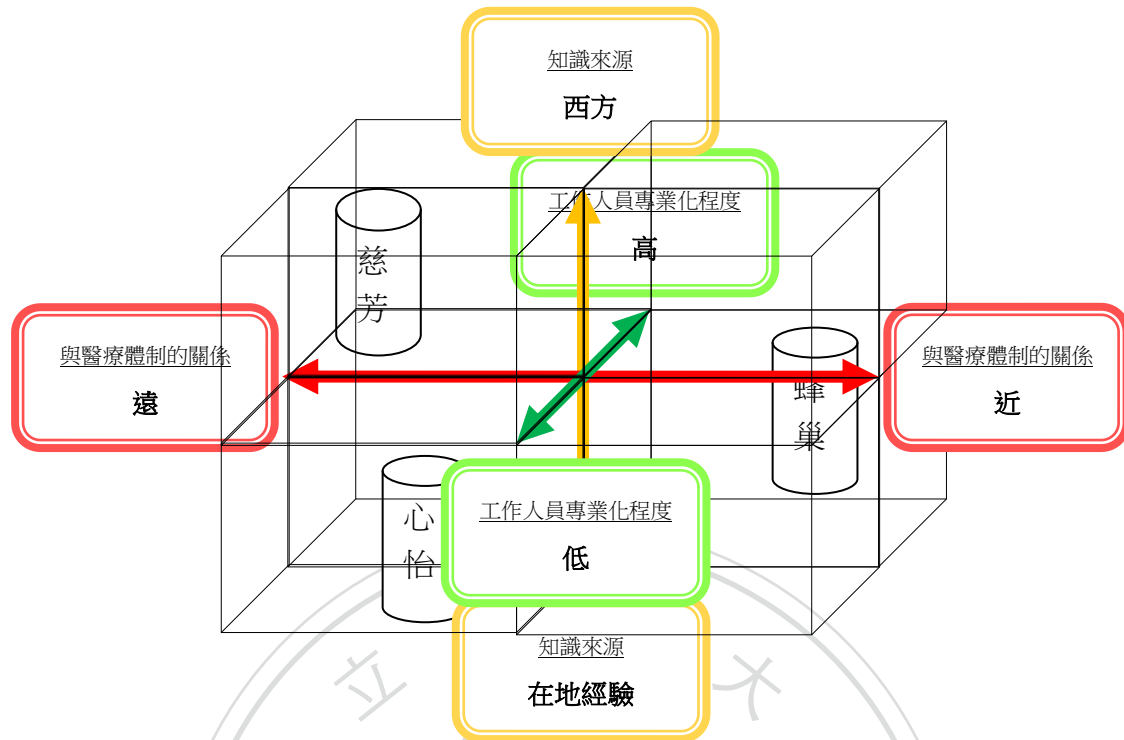 知識來源
西方
工作人員專業化程度
高
慈
芳
與醫療體制的關係
遠
與醫療體制的關係
近
蜂
巢
心
怡
工作人員專業化程度
低
知識來源
在地經驗
立
大